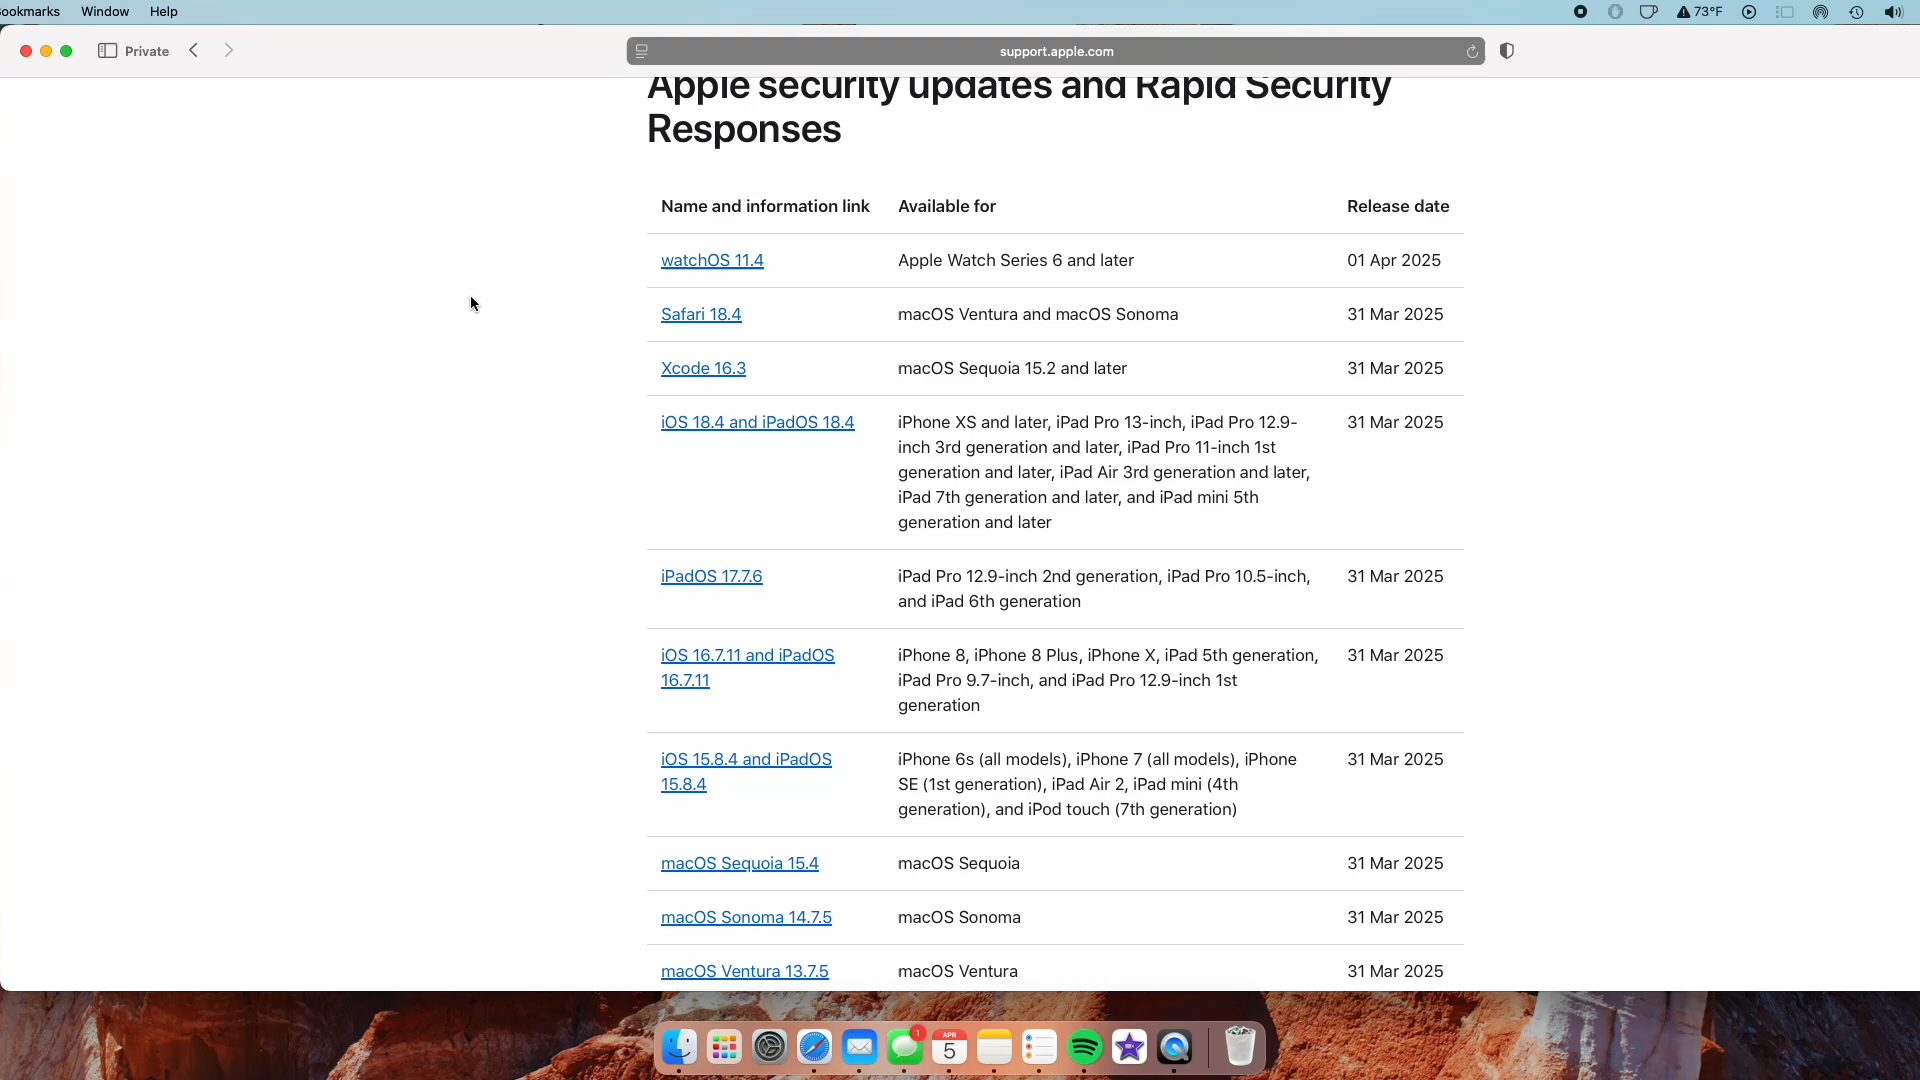 ookmarks Window Help 73°F
Private support.apple.com
Apple security updates and Rapid Security
Responses
Name and information link Available for Release date
watchOS 11.4 Apple Watch Series 6 and later 01 Apr 2025
Safari 18.4 macOS Ventura and macOS Sonoma 31 Mar 2025
Xcode 16.3 macOS Sequoia 15.2 and later 31 Mar 2025
iOS 18.4 and iPadOS 18.4 iPhone XS and later, iPad Pro 13-inch, iPad Pro 12.9- 31 Mar 2025
inch 3rd generation and later, iPad Pro 11-inch 1st
generation and later, iPad Air 3rd generation and later,
iPad 7th generation and later, and iPad mini 5th
generation and later
iPadOS 17.7.6 iPad Pro 12.9-inch 2nd generation, iPad Pro 10.5-inch, 31 Mar 2025
and iPad 6th generation
iOS 16.7.11 and iPadOS iPhone 8, iPhone 8 Plus, iPhone X, iPad 5th generation, 31 Mar 2025
16.7.11 iPad Pro 9.7-inch, and iPad Pro 12.9-inch 1st
generation
iOS 15.8.4 and iPadOS iPhone 6s (all models), iPhone 7 (all models), iPhone 31 Mar 2025
15.8.4 SE (1st generation), iPad Air 2, iPad mini (4th
generation), and iPod touch (7th generation)
macOS Sequoia 15.4 macOS Sequoia 31 Mar 2025
macOS Sonoma 14.7.5 macOS Sonoma 31 Mar 2025
macOS Ventura 13.7.5 macOS Ventura 31 Mar 2025
1
APR
5